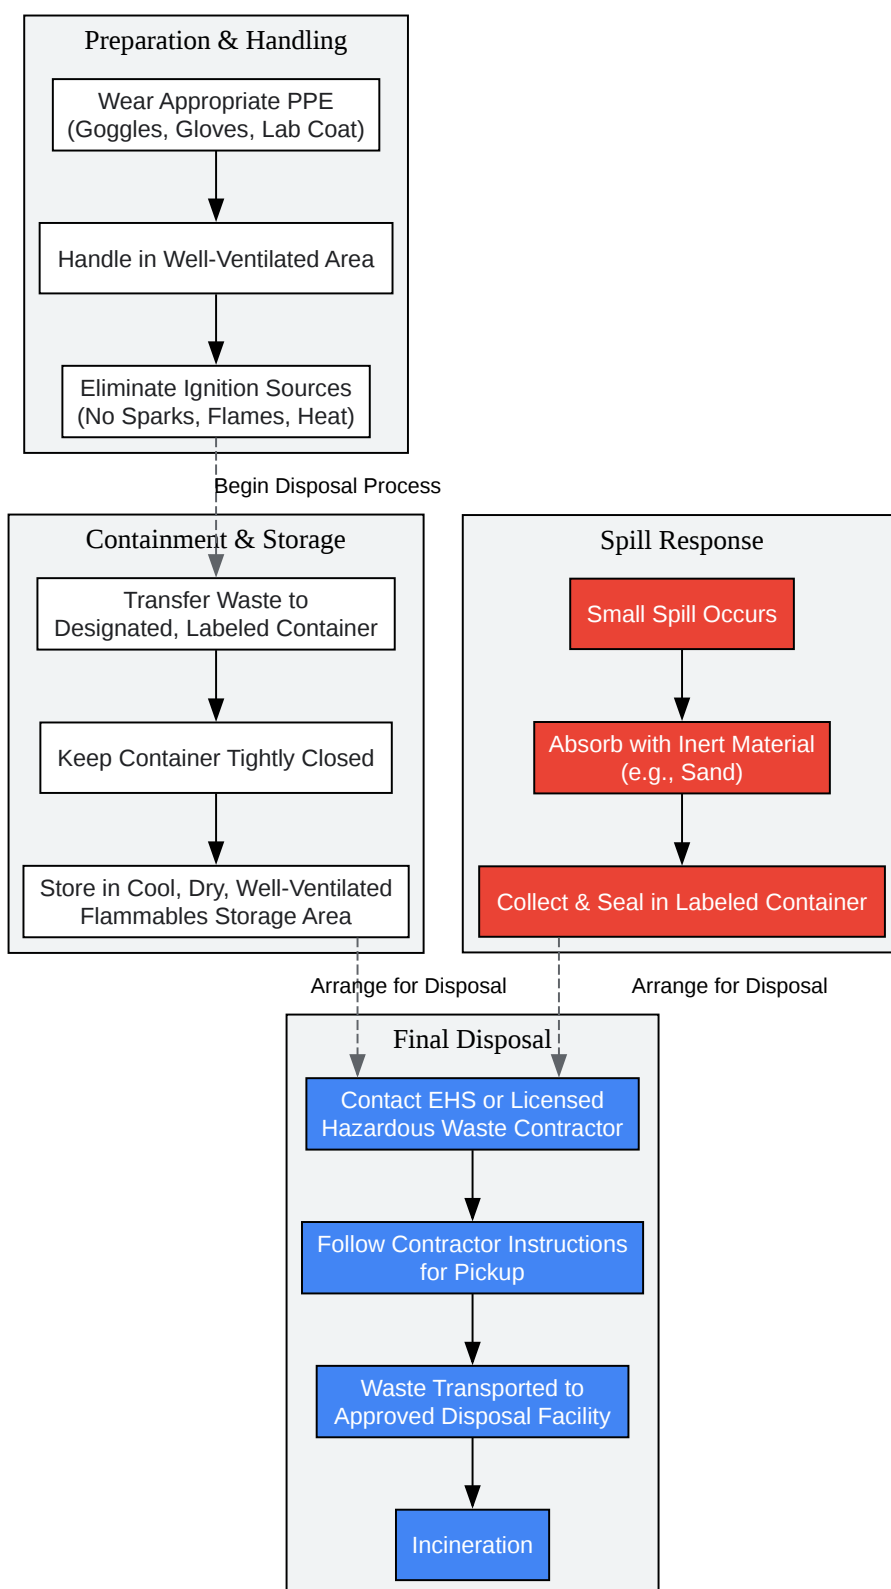 Preparation & Handling
Wear Appropriate PPE
(Goggles, Gloves, Lab Coat)
Handle in Well-Ventilated Area
Eliminate Ignition Sources
(No Sparks, Flames, Heat)
Begin Disposal Process
Containment & Storage
Transfer Waste to
Designated, Labeled Container
Keep Container Tightly Closed
Store in Cool, Dry, Well-Ventilated
Flammables Storage Area
Spill Response
Small Spill Occurs
Absorb with Inert Material
(e.g., Sand)
Collect & Seal in Labeled Container
Arrange for Disposal
Arrange for Disposal
Final Disposal
Contact EHS or Licensed
Hazardous Waste Contractor
Follow Contractor Instructions
for Pickup
Waste Transported to
Approved Disposal Facility
Incineration